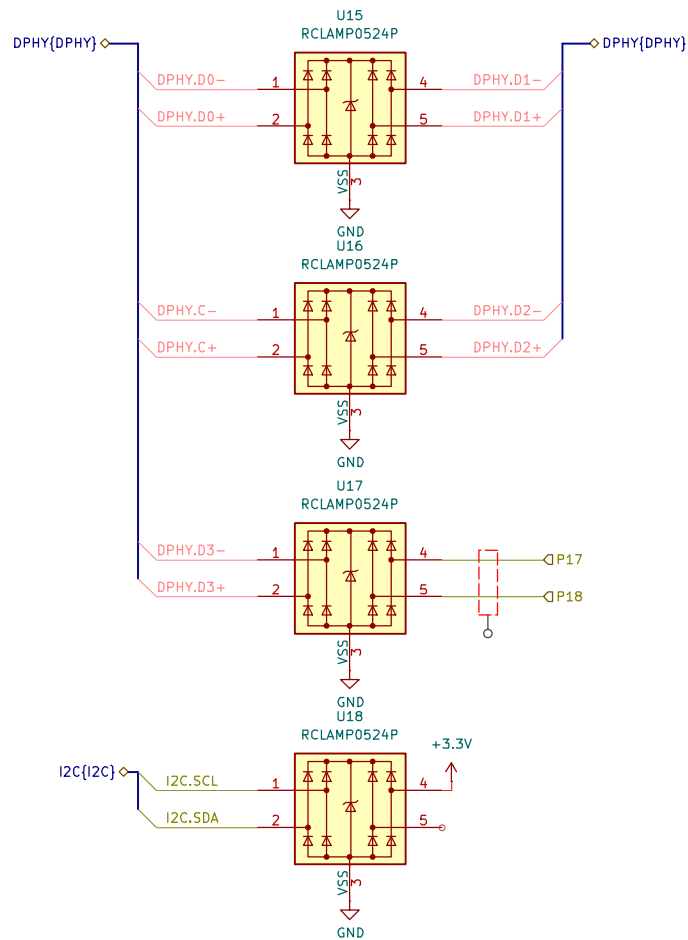 U15
RCLAMP0524P
DPHY{DPHY}
DPHY{DPHY}
DPHY.D0-
1
4
DPHY.D1-
DPHY.D0+
2
5
DPHY.D1+
VSS
3
GND
U16
RCLAMP0524P
DPHY.C-
1
4
DPHY.D2-
DPHY.C+
2
5
DPHY.D2+
VSS
3
GND
U17
RCLAMP0524P
DPHY.D3-
1
4
P17
DPHY.D3+
2
5
P18
VSS
3
GND
U18
RCLAMP0524P
+3.3V
I2C{I2C}
I2C.SCL
1
4
I2C.SDA
2
5
VSS
3
GND